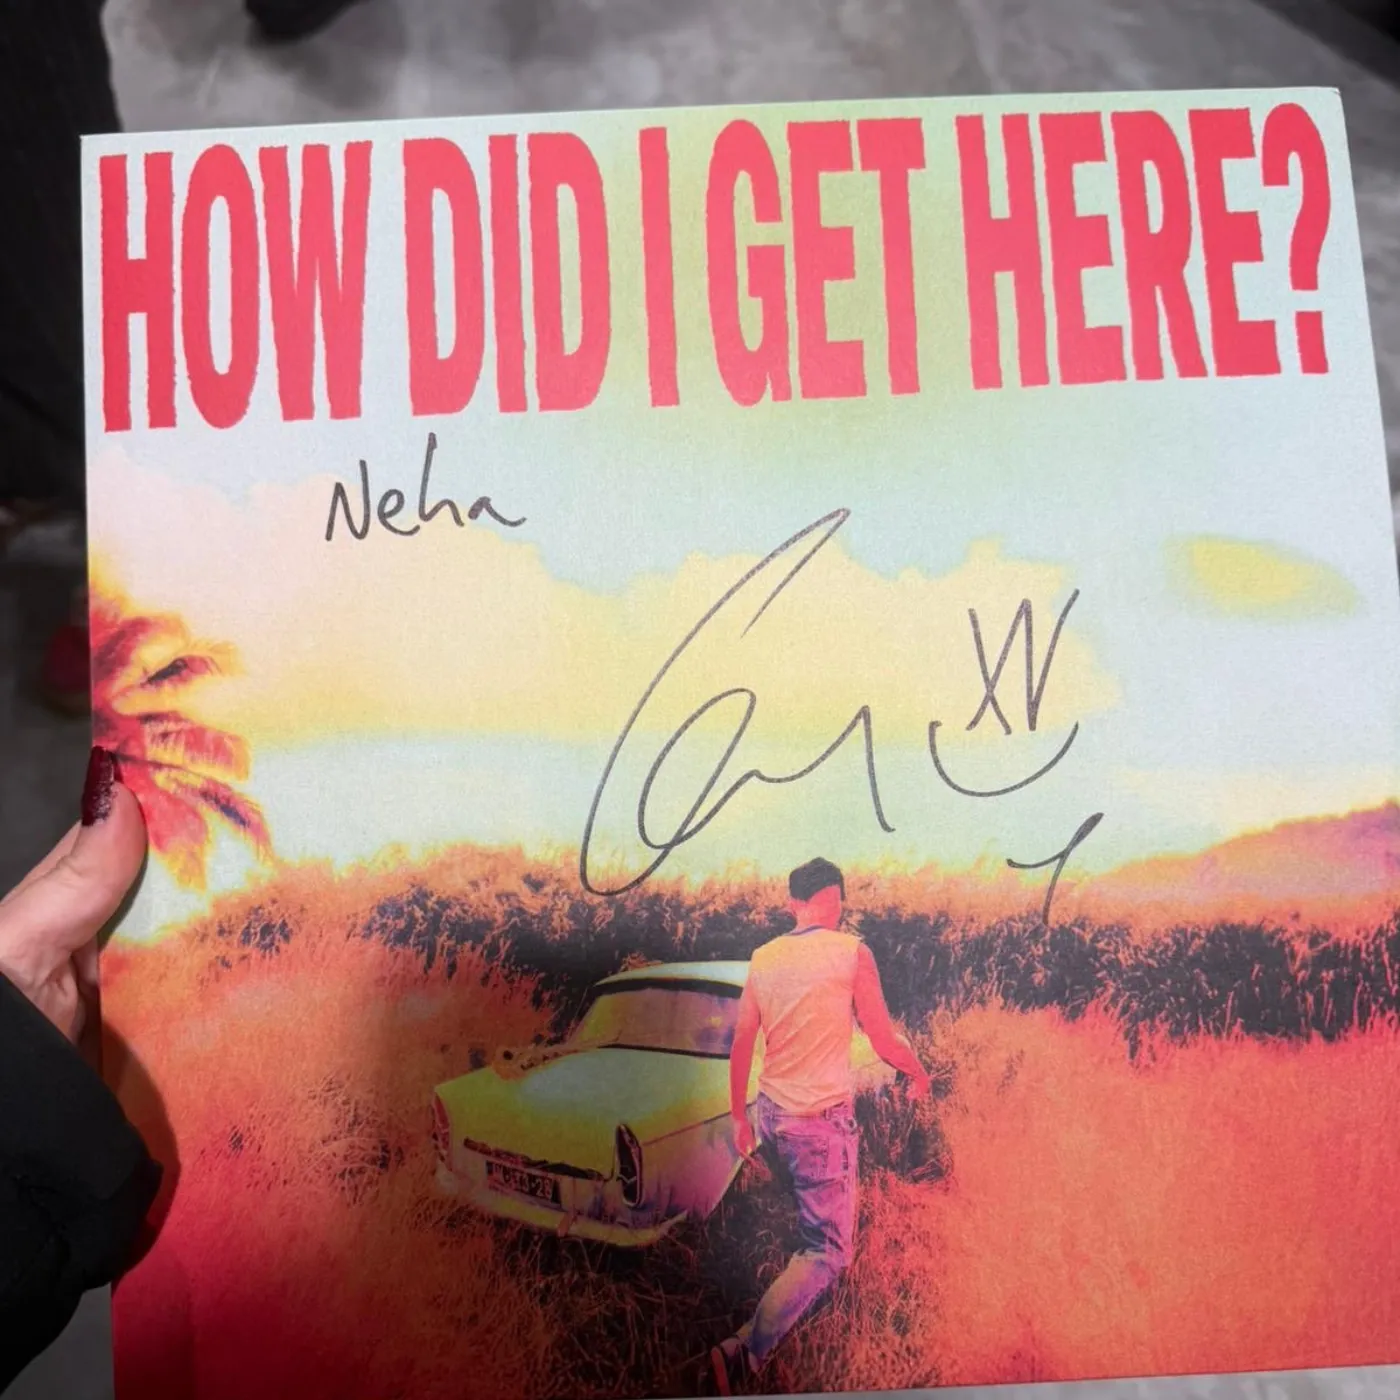 HOW DID I GET HERE?
Neha